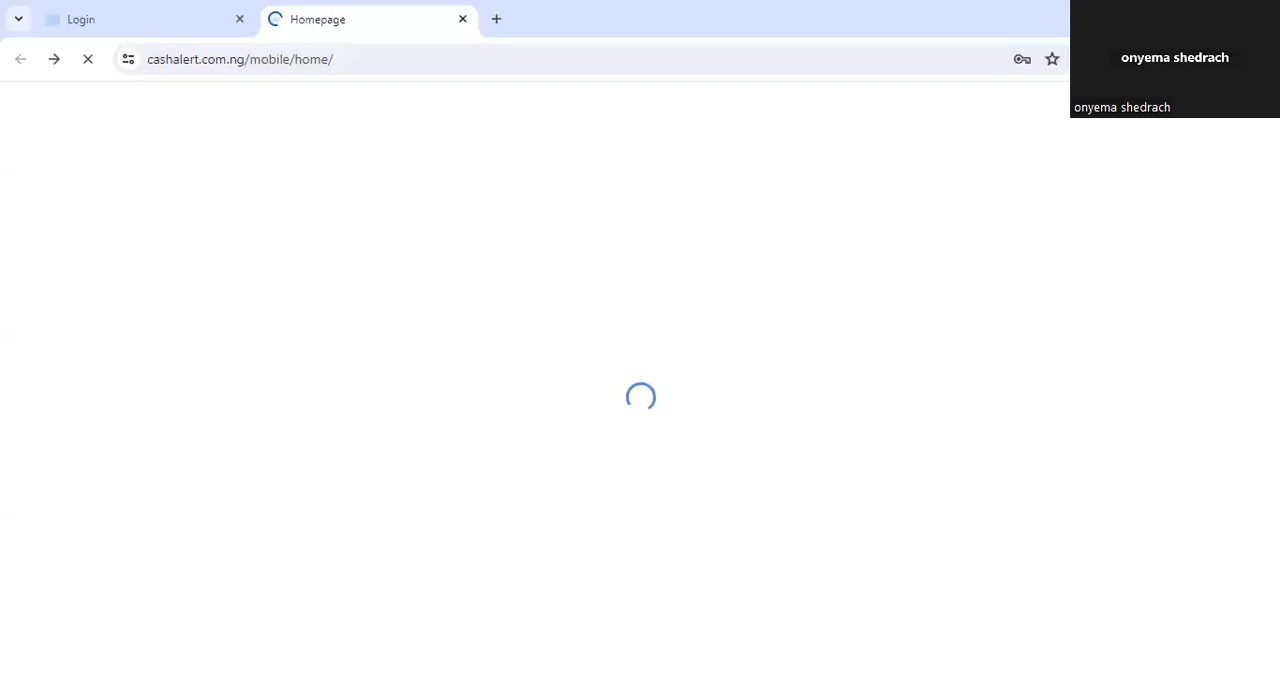 Login
Homepage
cashalert.com.ng/mobile/home/
onyema shedrach
onyema shedrach